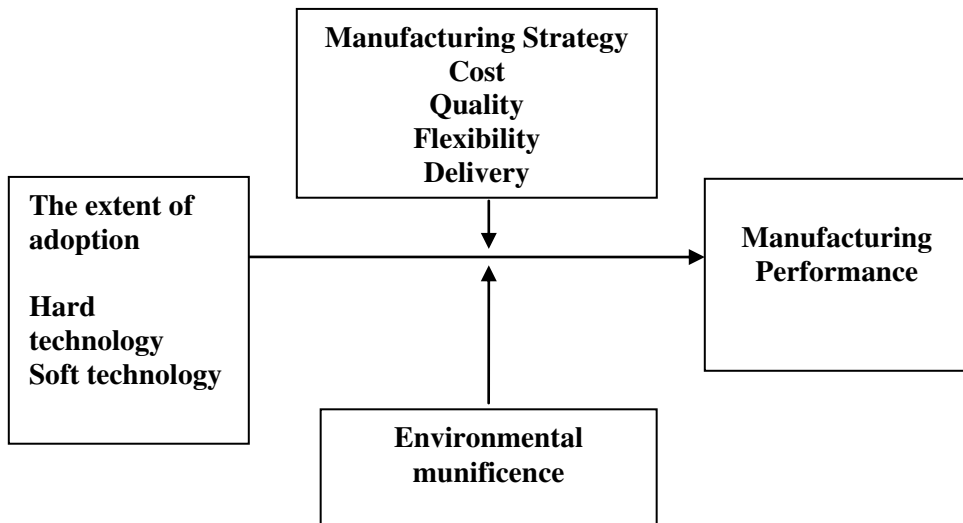 Manufacturing Strategy
Cost
Quality
Flexibility
Delivery
The extent of
adoption
Hard
technology
Soft technology
Manufacturing
Performance
Environmental
munificence